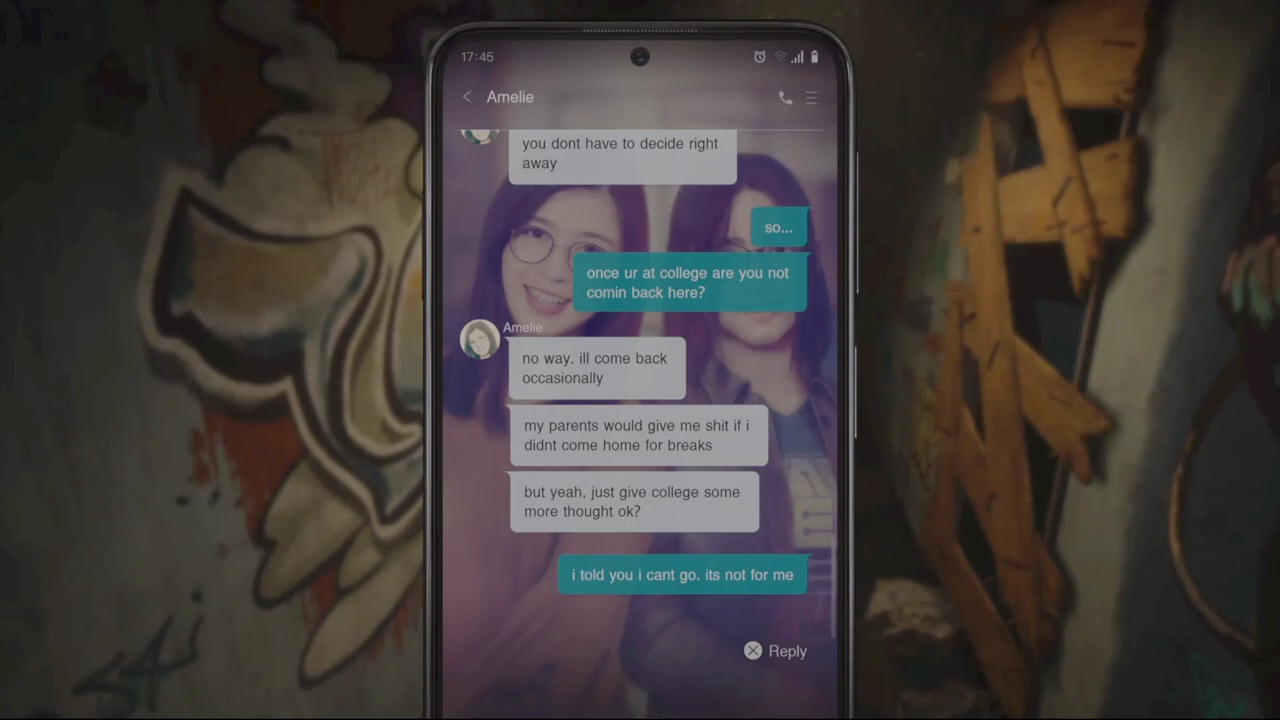 17:45
Amelie
you dont have to decide right
away
so...
once ur at college are you not
comin back here?
Amelie
no way. ill come back
occasionally
my parents would give me shit if i
didnt come home for breaks
but yeah, just give college some
more thought ok?
i told you i cant go. its not for me
Reply